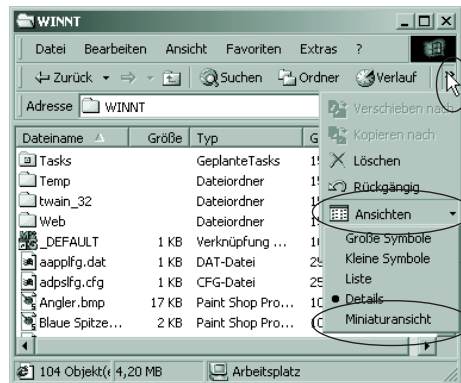 WINNT
Datei Bearbeiten Ansicht Favoriten Extras ?
Zurück Suchen Ordner Verlauf
Adresse WINNT
Verschieben nach
Kopieren nach
Löschen
Rückgängig
Ansichten
Große Symbole
Kleine Symbole
Liste
Details
Miniaturansicht
Dateiname Größe Typ G
Tasks GeplanteTasks
Temp Dateiordner
twain_32 Dateiordner
Web Dateiordner
_DEFAULT 1 KB Verknüpfung ...
aapplfg.dat 1 KB DAT-Datei
adpslfg.cfg 1 KB CFG-Datei
Angler.bmp 17 KB Paint Shop Pro...
Blaue Spitze... 2 KB Paint Shop Pro...
104 Objekt(e 4,20 MB Arbeitsplatz